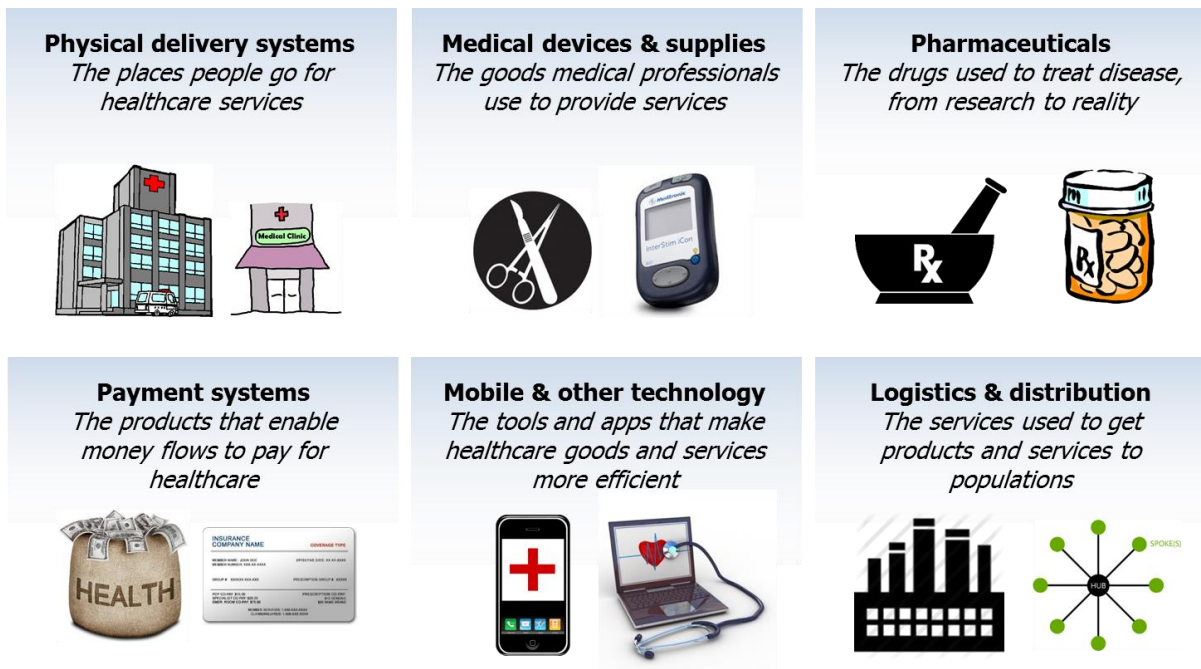 Physical delivery systems
The places people go for
healthcare services
Medical Clinic
Medical devices & supplies
The goods medical professionals
use to provide services
Medtronic
InterStim iCon
Pharmaceuticals
The drugs used to treat disease,
from research to reality
Rx
Rx
Payment systems
The products that enable
money flows to pay for
healthcare
HEALTH
INSURANCE
COMPANY NAME
COVERAGE TYPE
Mobile & other technology
The tools and apps that make
healthcare goods and services
more efficient
Logistics & distribution
The services used to get
products and services to
populations
SPOKE(S)
HUB